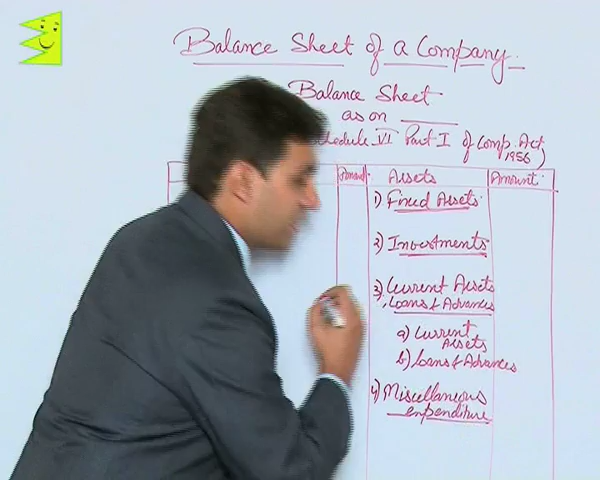 Balance Sheet of a Company.
Balance Sheet
as on
Schedule VI Part I of Comp. Act
1956)
Assets Amount
1) Fixed Assets
2) Investments
3) Current Assets
Loans & Advances
a) Current
Assets
b) Loans & Advances
4) Miscellaneous
expenditure